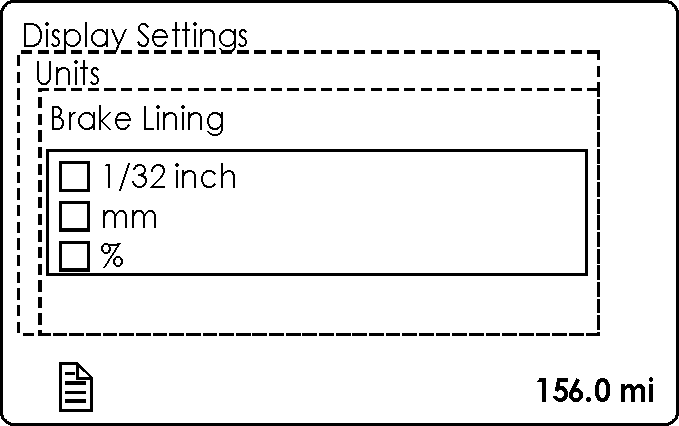 Display Settings
Units
Brake Lining
1/32 inch
mm
%
156.0 mi